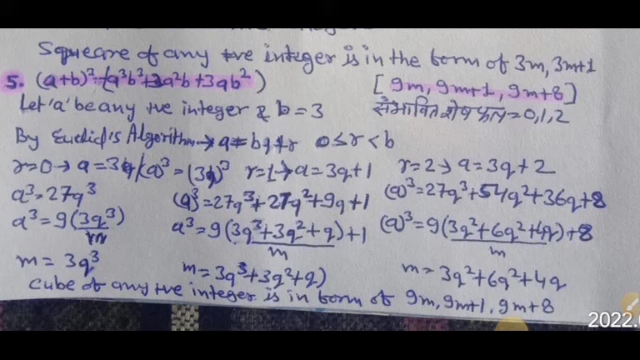 Squeare of any +ve integer is in the form of 3m, 3m+1
5. (a+b)³ = (a³b³+3a²b+3ab²) [9m, 9m+1, 9m+8]
Let 'a' be any +ve integer & b=3 संभावित शेषफल=0,1,2
By Euclid's Algorithm→a=bq+r 0≤r<b
r=0→a=3q (a)³=(3q)³ r=1→a=3q+1 r=2→a=3q+2
a³=27q³ (a)³=27q³+27q²+9q+1 (a)³=27q³+54q²+36q+8
a³=9(3q³) a³=9(3q³+3q²+q)+1 (a)³=9(3q²+6q²+4q)+8
m m m
m=3q³ m=3q³+3q²+q) m=3q²+6q²+4q
Cube of any +ve integer is in form of 9m, 9m+1, 9m+8
2022.